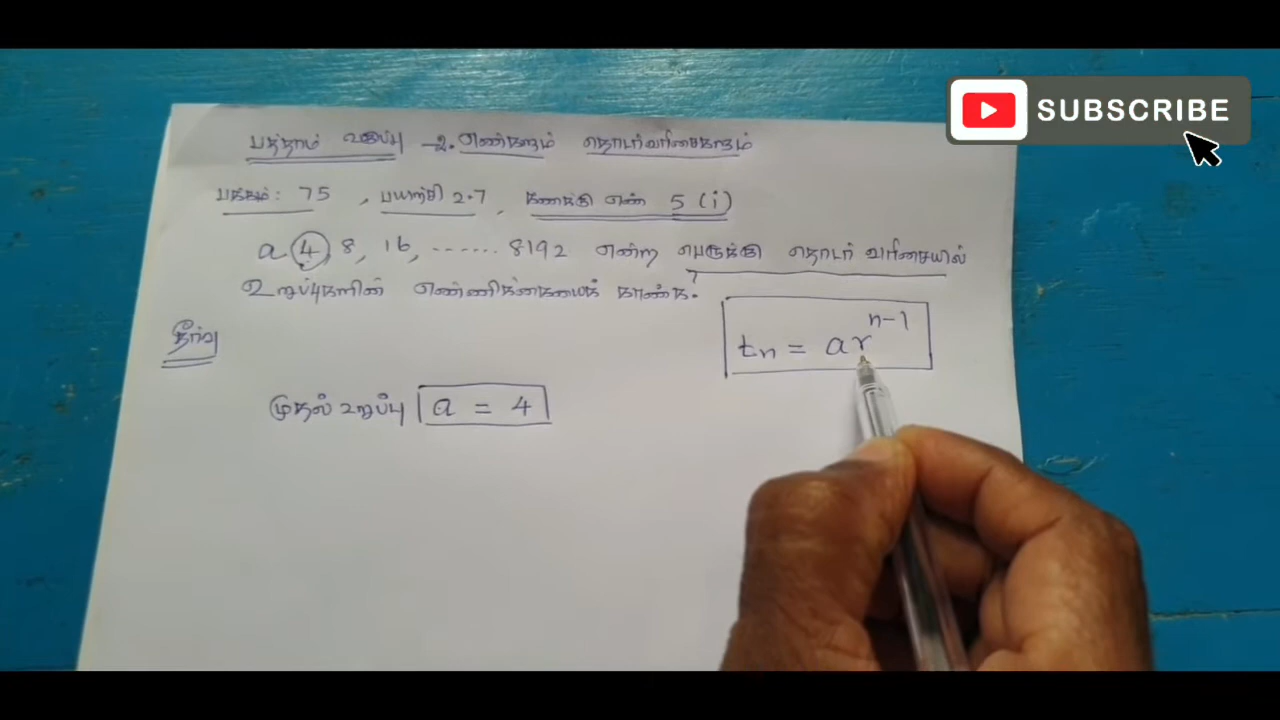 SUBSCRIBE
பத்தாம் வகுப்பு - 2. எண்களும் தொடர்வரிசைகளும்
பக்கம்: 75 , பயிற்சி 2.7 , கணக்கு எண் 5 (i)
a 4, 8, 16, ....... 8192 என்ற பெருக்கு தொடர் வரிசையில்
உறுப்புகளின் எண்ணிக்கையைக் காண்க.?
தீர்வு
tn = ar^n-1
முதல் உறுப்பு a = 4